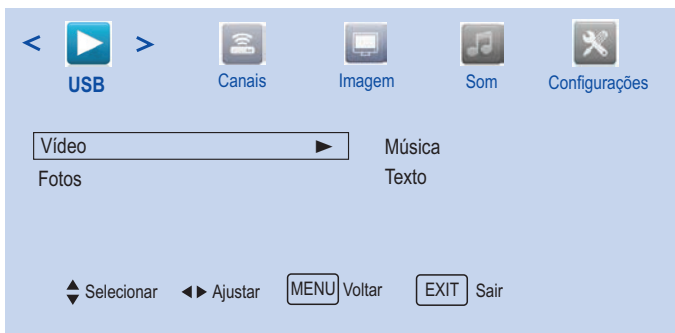 < USB > Canais Imagem Som Configurações
Vídeo ► Música
Fotos Texto
Selecionar Ajustar MENU Voltar EXIT Sair